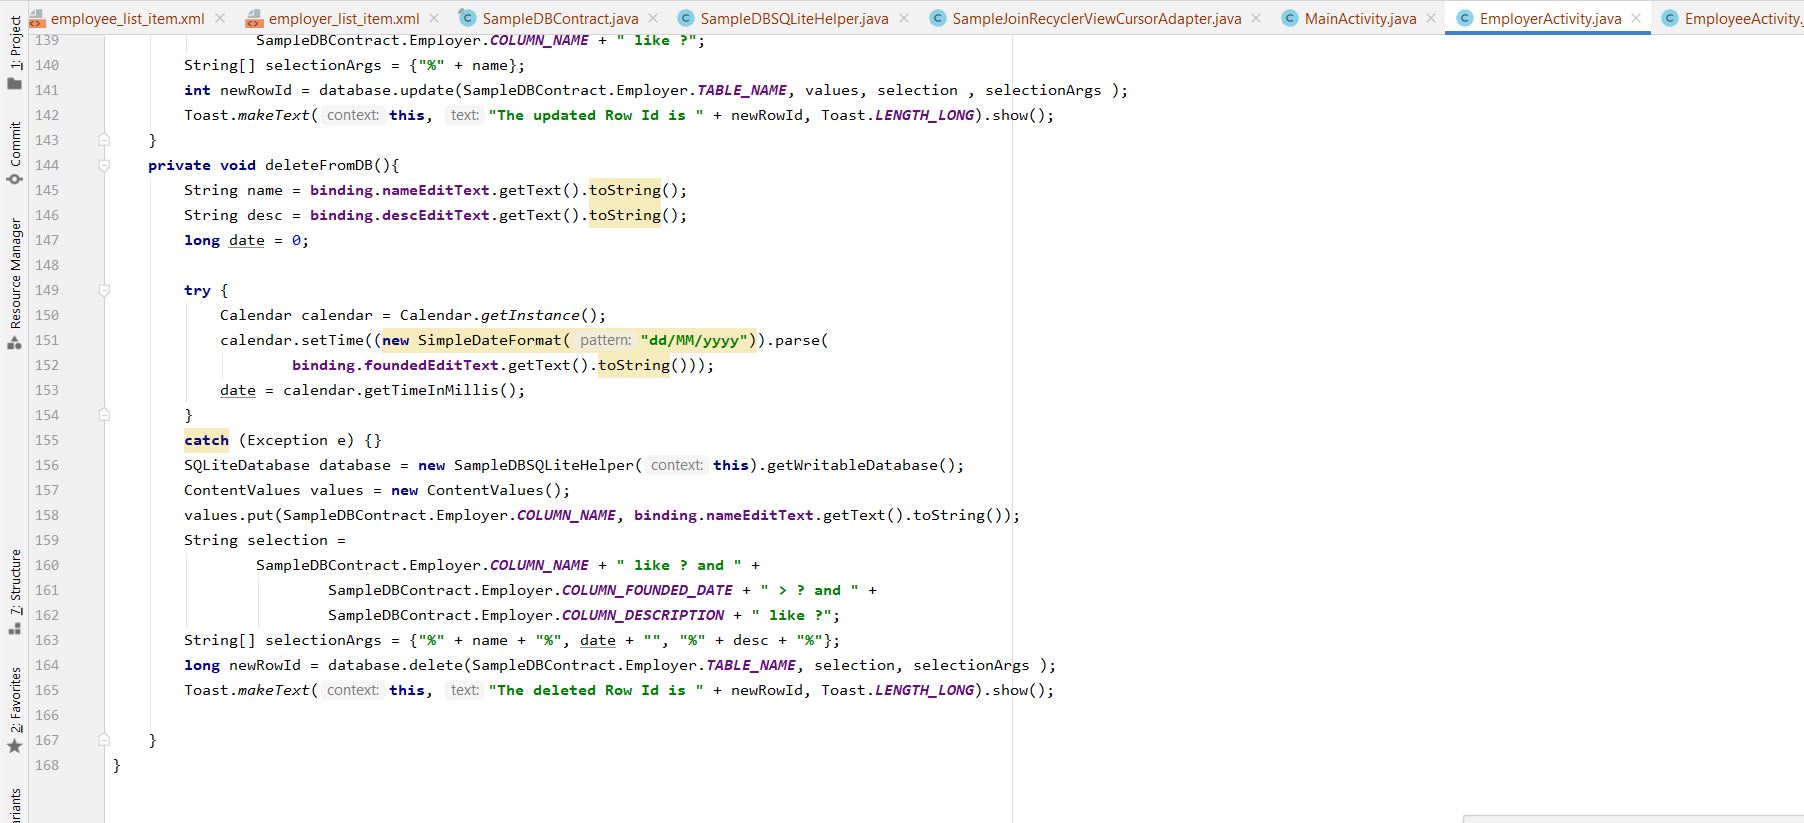 employee_list_item.xml employer_list_item.xml SampleDBContract.java SampleDBSQLiteHelper.java SampleJoinRecyclerViewCursorAdapter.java MainActivity.java EmployerActivity.java EmployeeActivity.
1: Project
Commit
Resource Manager
7: Structure
2: Favorites
riants
139 SampleDBContract.Employer.COLUMN_NAME + " like ?";
140 String[] selectionArgs = {"%" + name};
141 int newRowId = database.update(SampleDBContract.Employer.TABLE_NAME, values, selection , selectionArgs );
142 Toast.makeText( context: this, text: "The updated Row Id is " + newRowId, Toast.LENGTH_LONG).show();
143 }
144 private void deleteFromDB(){
145 String name = binding.nameEditText.getText().toString();
146 String desc = binding.descEditText.getText().toString();
147 long date = 0;
148
149 try {
150 Calendar calendar = Calendar.getInstance();
151 calendar.setTime((new SimpleDateFormat( pattern: "dd/MM/yyyy")).parse(
152 binding.foundedEditText.getText().toString()));
153 date = calendar.getTimeInMillis();
154 }
155 catch (Exception e) {}
156 SQLiteDatabase database = new SampleDBSQLiteHelper( context: this).getWritableDatabase();
157 ContentValues values = new ContentValues();
158 values.put(SampleDBContract.Employer.COLUMN_NAME, binding.nameEditText.getText().toString());
159 String selection =
160 SampleDBContract.Employer.COLUMN_NAME + " like ? and " +
161 SampleDBContract.Employer.COLUMN_FOUNDED_DATE + " > ? and " +
162 SampleDBContract.Employer.COLUMN_DESCRIPTION + " like ?";
163 String[] selectionArgs = {"%" + name + "%", date + "", "%" + desc + "%"};
164 long newRowId = database.delete(SampleDBContract.Employer.TABLE_NAME, selection, selectionArgs );
165 Toast.makeText( context: this, text: "The deleted Row Id is " + newRowId, Toast.LENGTH_LONG).show();
166
167 }
168 }